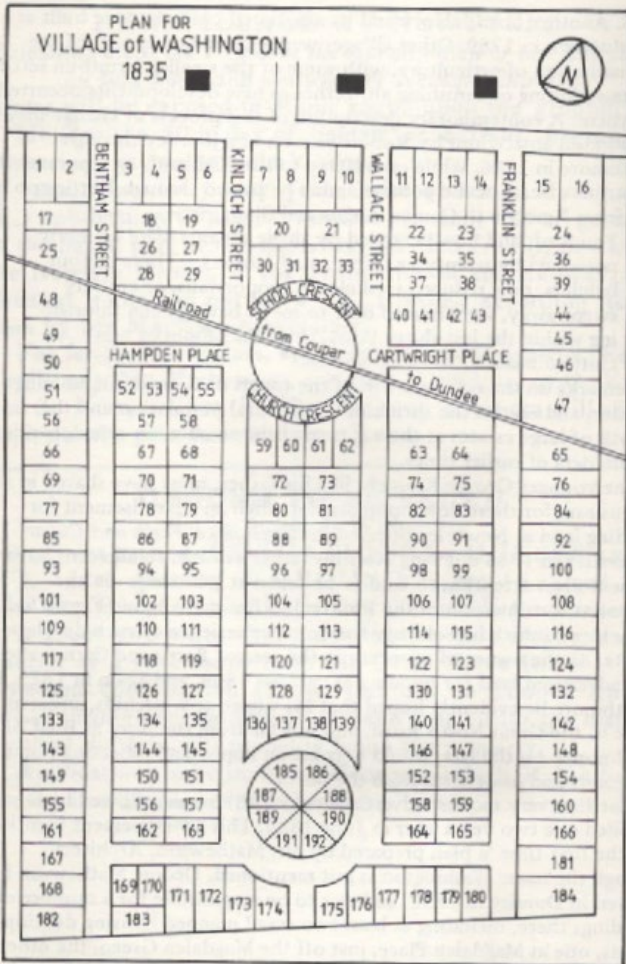 PLAN FOR
VILLAGE of WASHINGTON
1835
N
BENTHAM STREET
KINLOCH STREET
WALLACE STREET
FRANKLIN STREET
1 2 3 4 5 6 7 8 9 10 11 12 13 14 15 16
17 18 19 20 21 22 23 24
25 26 27 34 35 36
28 29 30 31 32 33 37 38 39
Railroad
SCHOOL CRESCEN
from Coupar
to Dundee
48 40 41 42 43 44
49 45
HAMPDEN PLACE
CARTWRIGHT PLACE
50 46
51 52 53 54 55 47
CHURCH CRESCEN
56 57 58
66 67 68 59 60 61 62 63 64 65
69 70 71 72 73 74 75 76
77 78 79 80 81 82 83 84
85 86 87 88 89 90 91 92
93 94 95 96 97 98 99 100
101 102 103 104 105 106 107 108
109 110 111 112 113 114 115 116
117 118 119 120 121 122 123 124
125 126 127 128 129 130 131 132
133 134 135 136 137 138 139 140 141 142
143 144 145 146 147 148
149 150 151 185 186 152 153 154
155 156 157 187 188 158 159 160
161 162 163 189 190 164 165 166
167 191 192 181
168 169 170 171 172 173 174 175 176 177 178 179 180 184
182 183